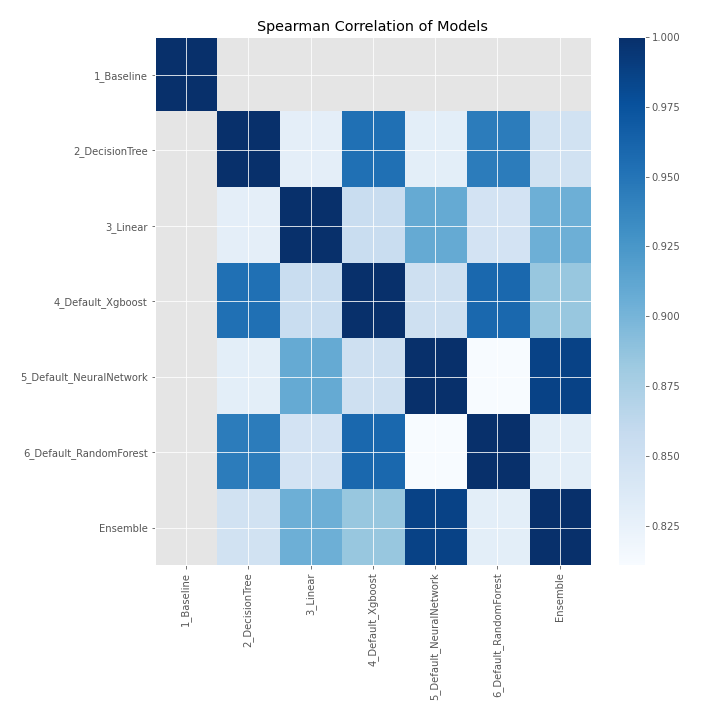 Spearman Correlation of Models
1_Baseline
2_DecisionTree
3_Linear
4_Default_Xgboost
5_Default_NeuralNetwork
6_Default_RandomForest
Ensemble
1_Baseline
2_DecisionTree
3_Linear
4_Default_Xgboost
5_Default_NeuralNetwork
6_Default_RandomForest
Ensemble
1.000
0.975
0.950
0.925
0.900
0.875
0.850
0.825